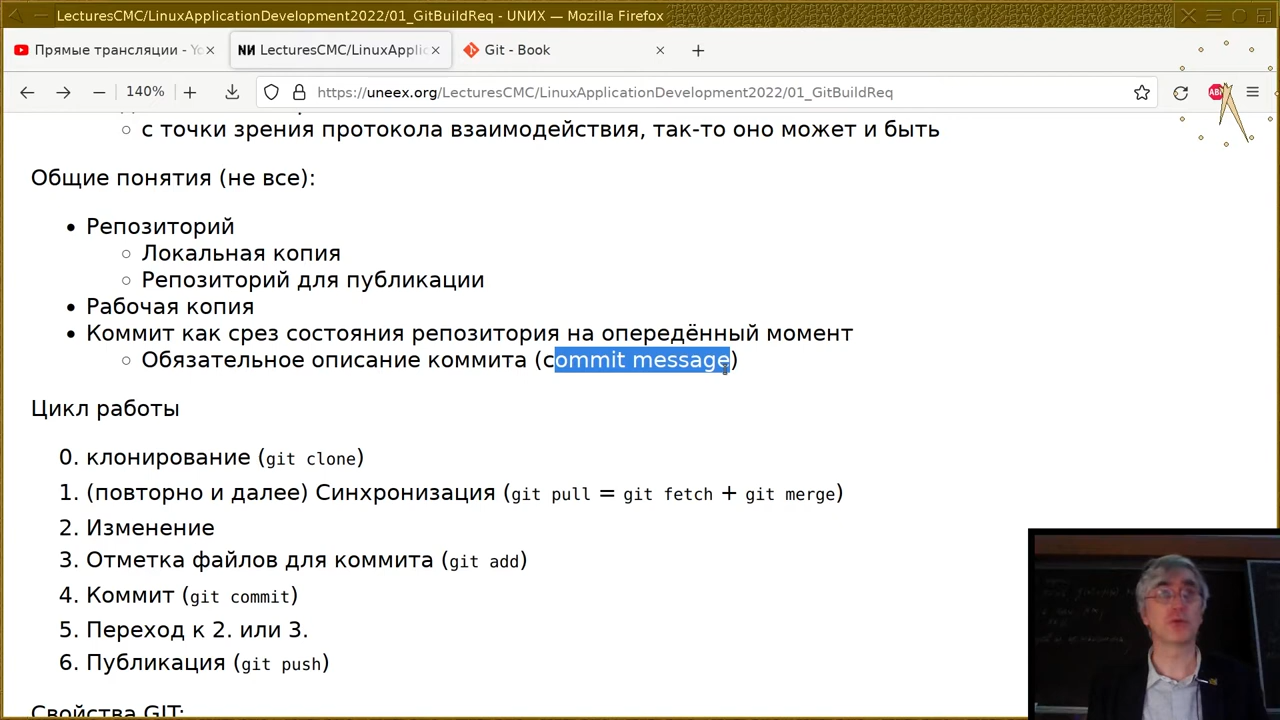 LecturesCMC/LinuxApplicationDevelopment2022/01_GitBuildReq - UNИX — Mozilla Firefox
Прямые трансляции - Yo
ИИ LecturesCMC/LinuxApplic
Git - Book
140%
https://uneex.org/LecturesCMC/LinuxApplicationDevelopment2022/01_GitBuildReq
с точки зрения протокола взаимодействия, так-то оно может и быть
Общие понятия (не все):
Репозиторий
Локальная копия
Репозиторий для публикации
Рабочая копия
Коммит как срез состояния репозитория на опередённый момент
Обязательное описание коммита (commit message)
Цикл работы
0. клонирование (git clone)
1. (повторно и далее) Синхронизация (git pull = git fetch + git merge)
2. Изменение
3. Отметка файлов для коммита (git add)
4. Коммит (git commit)
5. Переход к 2. или 3.
6. Публикация (git push)
Свойства GIT: